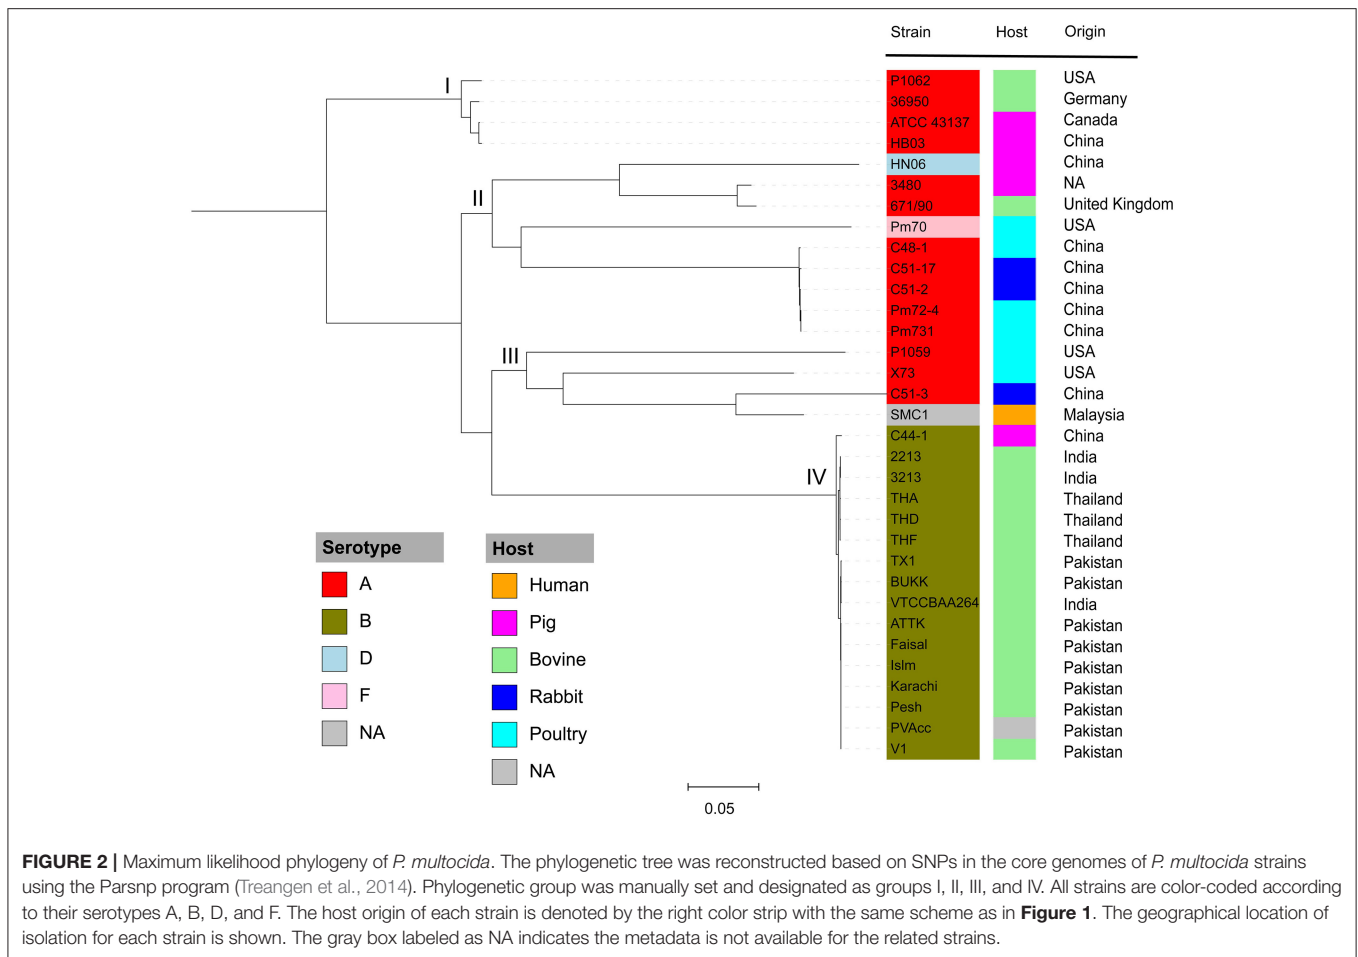 Strain Host Origin
I P1062 USA
36950 Germany
ATCC 43137 Canada
HB03 China
HN06 China
II 3480 NA
671/90 United Kingdom
Pm70 USA
C48-1 China
C51-17 China
C51-2 China
Pm72-4 China
Pm731 China
III P1059 USA
X73 USA
C51-3 China
SMC1 Malaysia
C44-1 China
2213 India
IV 3213 India
THA Thailand
THD Thailand
THF Thailand
TX1 Pakistan
BUKK Pakistan
VTCCBAA264 India
ATTK Pakistan
Faisal Pakistan
Islm Pakistan
Karachi Pakistan
Pesh Pakistan
PVAcc Pakistan
V1 Pakistan
Serotype
A
B
D
F
NA
Host
Human
Pig
Bovine
Rabbit
Poultry
NA
0.05
FIGURE 2 | Maximum likelihood phylogeny of P. multocida. The phylogenetic tree was reconstructed based on SNPs in the core genomes of P. multocida strains
using the Parsnp program (Treangen et al., 2014). Phylogenetic group was manually set and designated as groups I, II, III, and IV. All strains are color-coded according
to their serotypes A, B, D, and F. The host origin of each strain is denoted by the right color strip with the same scheme as in Figure 1. The geographical location of
isolation for each strain is shown. The gray box labeled as NA indicates the metadata is not available for the related strains.